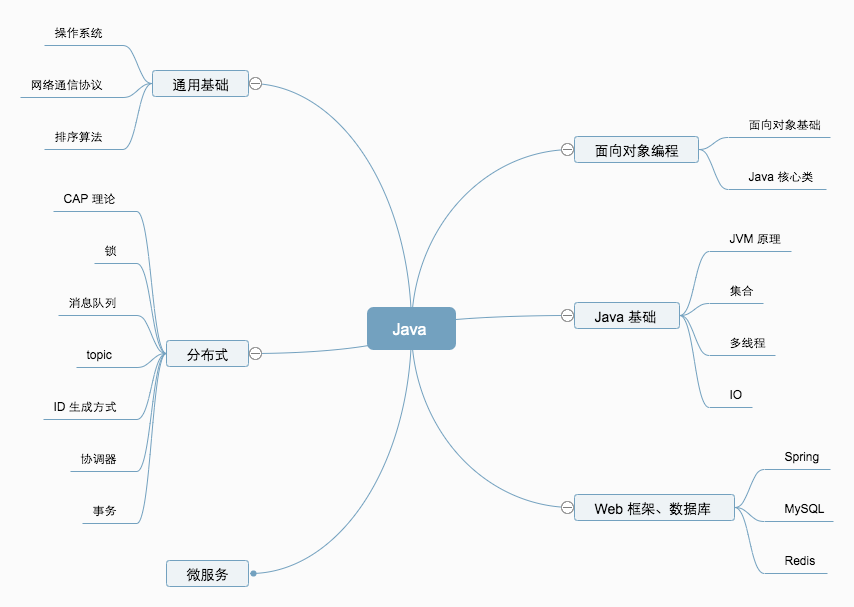 Java
面向对象编程
面向对象基础
Java 核心类
Java 基础
JVM 原理
集合
多线程
IO
Web 框架、数据库
Spring
MySQL
Redis
通用基础
操作系统
网络通信协议
排序算法
分布式
CAP 理论
锁
消息队列
topic
ID 生成方式
协调器
事务
微服务